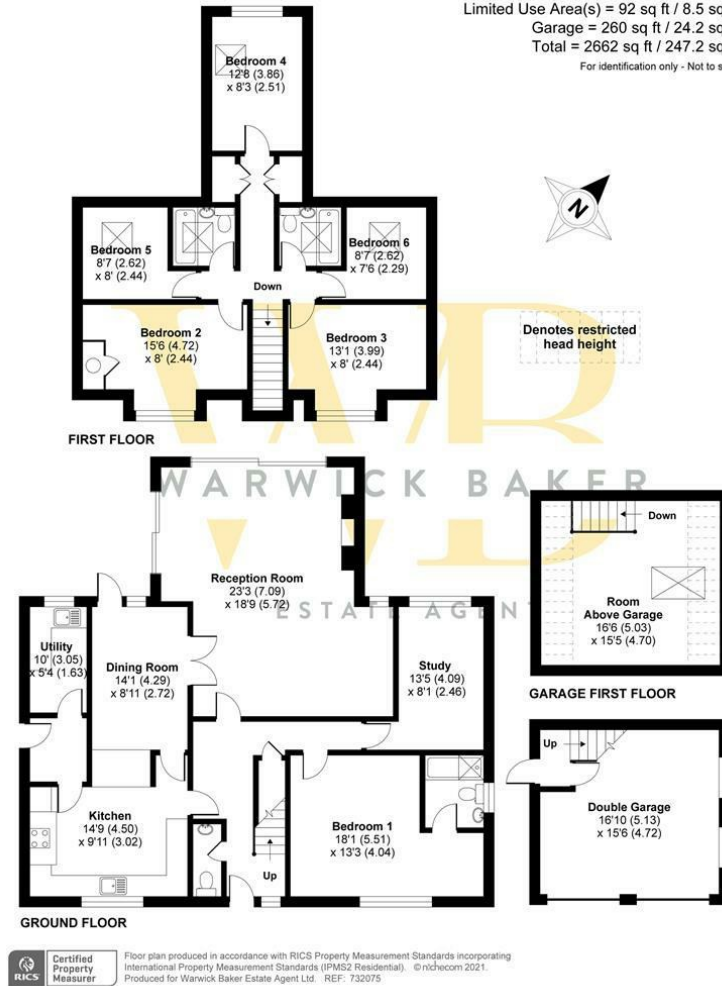 Limited Use Area(s) = 92 sq ft / 8.5 sq
Garage = 260 sq ft / 24.2 sq
Total = 2662 sq ft / 247.2 sq
For identification only - Not to s
Bedroom 4
12'8 (3.86)
x 8'3 (2.51)
N
Bedroom 5
8'7 (2.62)
x 8' (2.44)
Bedroom 6
8'7 (2.62)
x 7'6 (2.29)
Down
Bedroom 2
15'6 (4.72)
x 8' (2.44)
Bedroom 3
13'1 (3.99)
x 8' (2.44)
Denotes restricted
head height
FIRST FLOOR
WB
WARWICK BAKER
ESTATE AGENT
Reception Room
23'3 (7.09)
x 18'9 (5.72)
Utility
10' (3.05)
x 5'4 (1.63)
Dining Room
14'1 (4.29)
x 8'11 (2.72)
Study
13'5 (4.09)
x 8'1 (2.46)
Kitchen
14'9 (4.50)
x 9'11 (3.02)
Bedroom 1
18'1 (5.51)
x 13'3 (4.04)
Up
GROUND FLOOR
Down
Room
Above Garage
16'6 (5.03)
x 15'5 (4.70)
GARAGE FIRST FLOOR
Up
Double Garage
16'10 (5.13)
x 15'6 (4.72)
RICS
Certified
Property
Measurer
Floor plan produced in accordance with RICS Property Measurement Standards incorporating
International Property Measurement Standards (IPMS2 Residential). © nichecom 2021.
Produced for Warwick Baker Estate Agent Ltd. REF: 732075